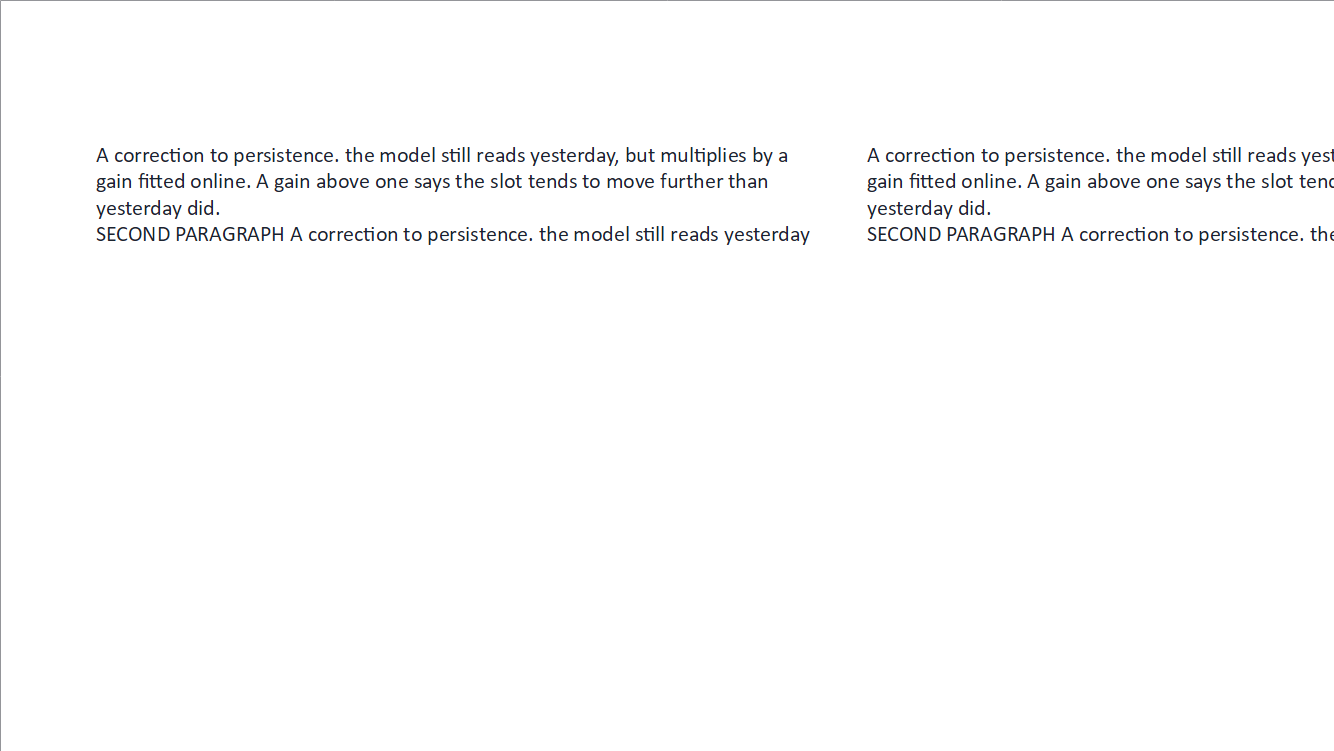 A correction to persistence. the model still reads yesterday, but multiplies by a
gain fitted online. A gain above one says the slot tends to move further than
yesterday did.
SECOND PARAGRAPH A correction to persistence. the model still reads yesterday
A correction to persistence. the model still reads
gain fitted online. A gain above one says the slot
yesterday did.
SECOND PARAGRAPH A correction to persistence.